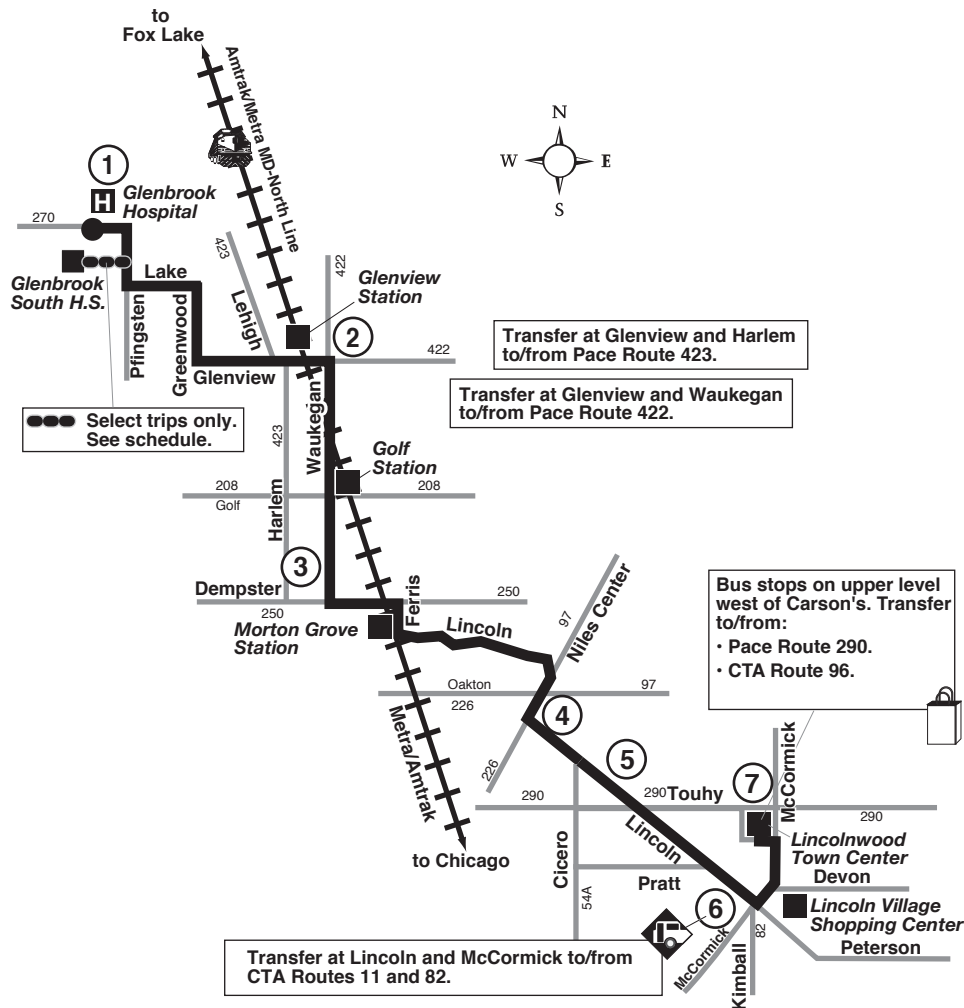 to
Fox Lake
Amtrak/Metra MD-North Line
N
W
E
S
1
H
Glenbrook
Hospital
270
Glenbrook
South H.S.
Lake
Pfingsten
Greenwood
423
Lehigh
422
Glenview
Station
2
Glenview
422
Transfer at Glenview and Harlem
to/from Pace Route 423.
Transfer at Glenview and Waukegan
to/from Pace Route 422.
Select trips only.
See schedule.
423
Harlem
Waukegan
Golf
Station
208
Golf
208
3
Dempster
250
250
Ferris
Morton Grove
Station
Lincoln
97
Niles Center
Bus stops on upper level
west of Carson's. Transfer
to/from:
· Pace Route 290.
· CTA Route 96.
Oakton
226
97
4
226
5
Metra/Amtrak
to Chicago
290
290
Touhy
7
McCormick
290
Lincoln
Lincolnwood
Town Center
Cicero
54A
Pratt
Devon
Lincoln Village
Shopping Center
6
McCormick
Kimball
82
Peterson
Transfer at Lincoln and McCormick to/from
CTA Routes 11 and 82.